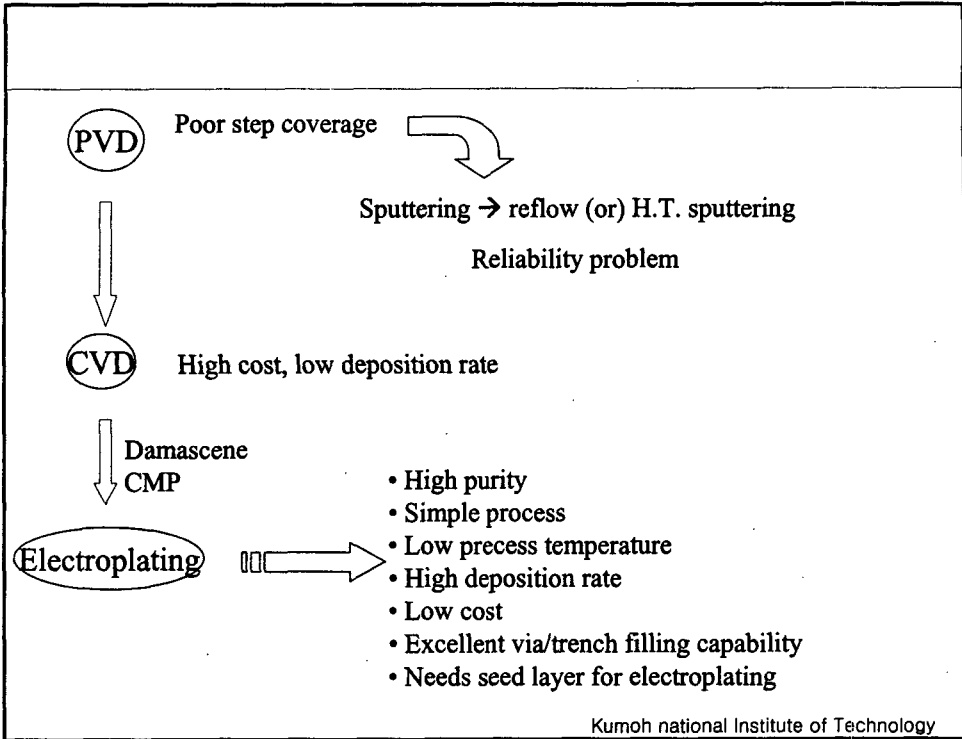 PVD
Poor step coverage
Sputtering → reflow (or) H.T. sputtering
Reliability problem
CVD
High cost, low deposition rate
Damascene
CMP
Electroplating
• High purity
• Simple process
• Low precess temperature
• High deposition rate
• Low cost
• Excellent via/trench filling capability
• Needs seed layer for electroplating
Kumoh national Institute of Technology